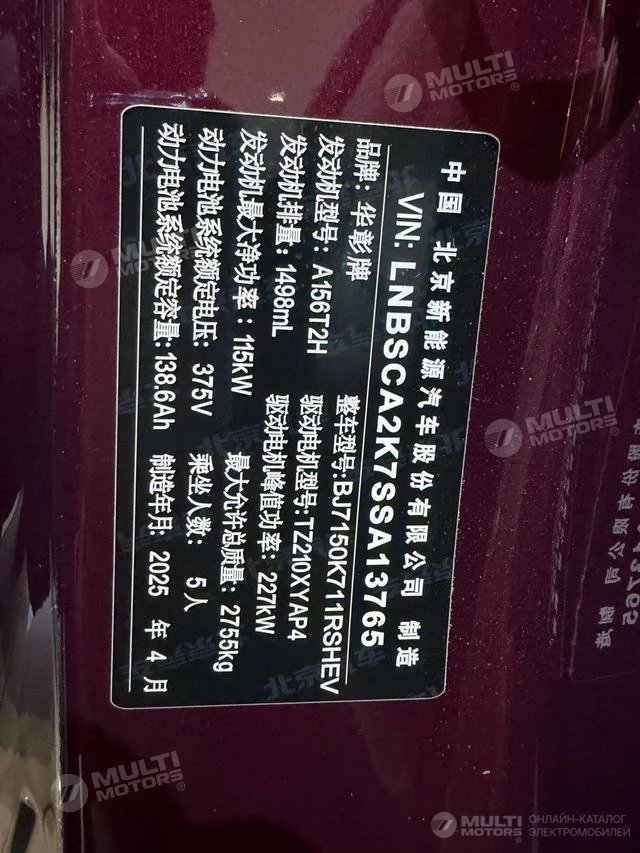 中国 北京新能源汽车股份有限公司 制造
VIN: LNBSCA2K7SSA13765
品牌: 华彰牌 整车型号:BJ7150K711RSHEV
发动机型号: A156T2H 驱动电机型号:TZ210XYAP4
发动机排量: 1498mL 驱动电机峰值功率: 227kW
发动机最大净功率: 115kW 最大允许总质量: 2755kg
动力电池系统额定电压: 375V 乘坐人数: 5人
动力电池系统额定容量: 138.6Ah 制造年月: 2025 年 4 月
MULTI MOTORS
MULTI MOTORS
MULTI MOTORS
MULTI MOTORS
MULTI MOTORS
ОНЛАЙН-КАТАЛОГ
ЭЛЕКТРОМОБИЛЕЙ